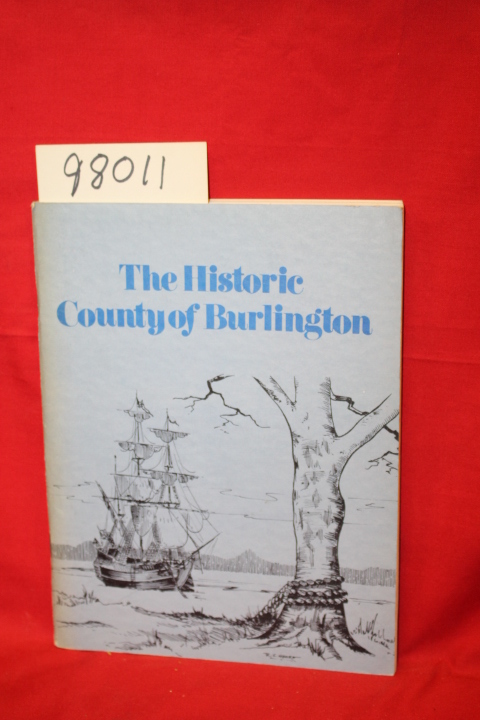 98011
The Historic
County of Burlington